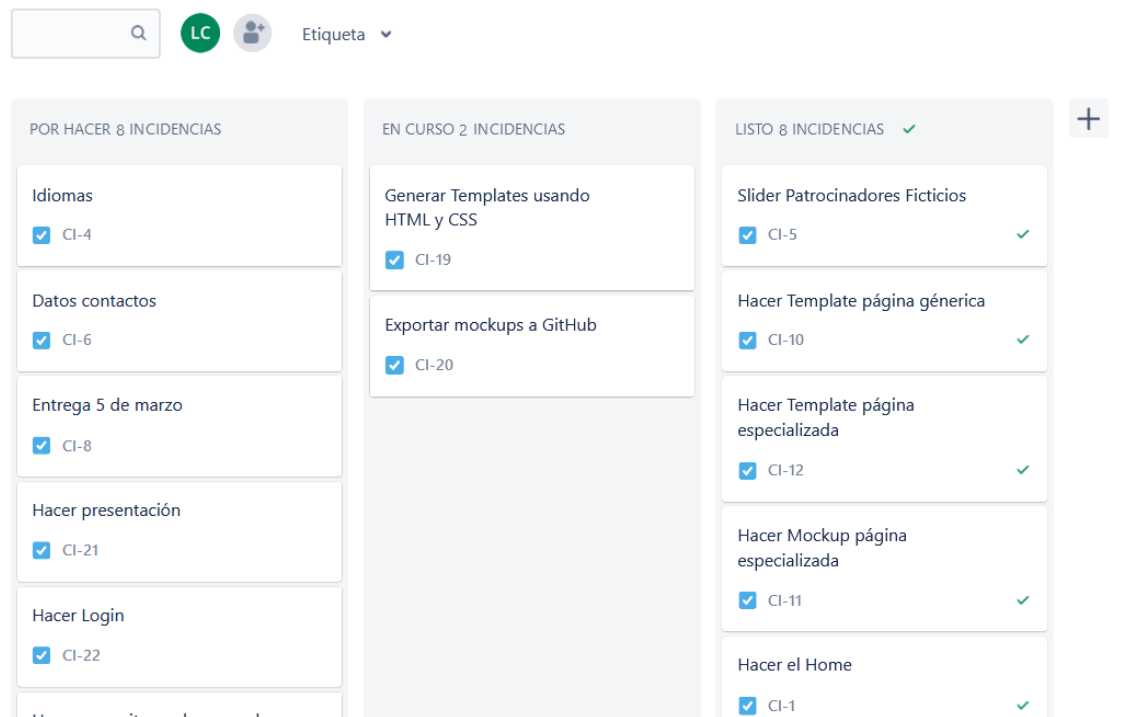 LC
Etiqueta
POR HACER 8 INCIDENCIAS
Idiomas
CI-4
Datos contactos
CI-6
Entrega 5 de marzo
CI-8
Hacer presentación
CI-21
Hacer Login
CI-22
EN CURSO 2 INCIDENCIAS
Generar Templates usando
HTML y CSS
CI-19
Exportar mockups a GitHub
CI-20
LISTO 8 INCIDENCIAS
Slider Patrocinadores Ficticios
CI-5
Hacer Template página génerica
CI-10
Hacer Template página
especializada
CI-12
Hacer Mockup página
especializada
CI-11
Hacer el Home
CI-1